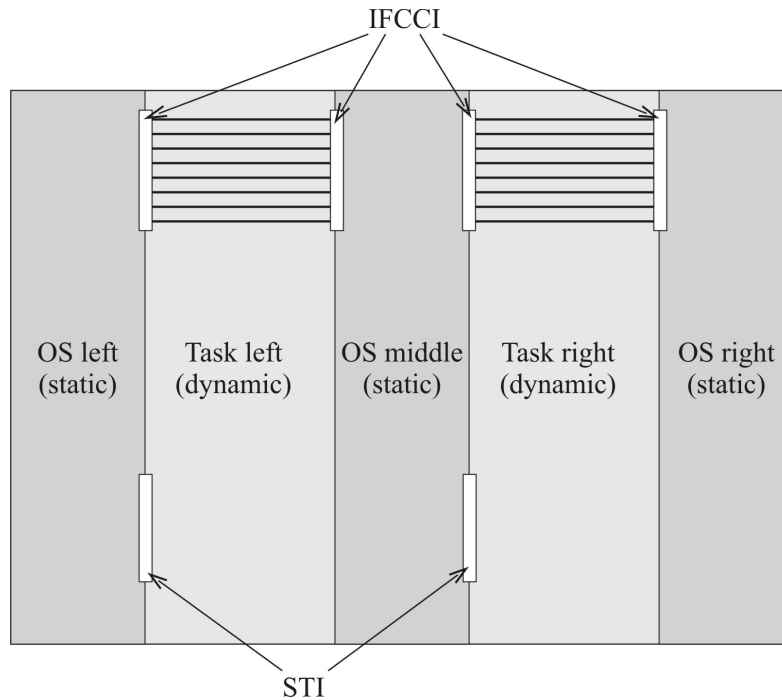 IFCCI
OS left
(static)
Task left
(dynamic)
OS middle
(static)
Task right
(dynamic)
OS right
(static)
STI